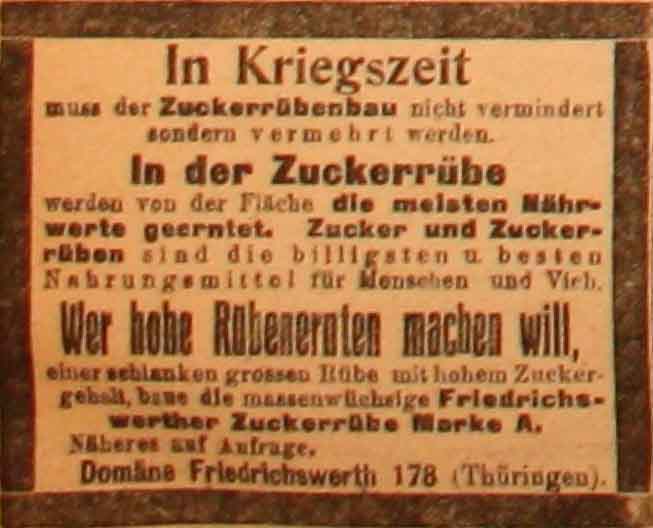 In Kriegszeit
muss der Zuckerrübenbau nicht vermindert
sondern vermehrt werden.
In der Zuckerrübe
werden von der Fläche die meisten Nähr-
werte geerntet. Zucker und Zucker-
rüben sind die billigsten u. besten
Nahrungsmittel für Menschen und Vieh.
Wer hohe Rübenernten machen will,
einer schlanken grossen Rübe mit hohem Zucker-
gehalt, baue die massenwüchsige Friedrichs-
werther Zuckerrübe Marke A.
Näheres auf Anfrage.
Domäne Friedrichswerth 178 (Thüringen).